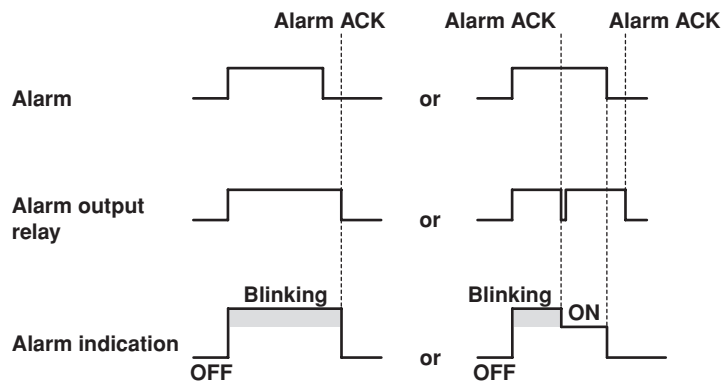 Alarm ACK Alarm ACK Alarm ACK
Alarm or
Alarm output
relay
or
Blinking Blinking
ON
Alarm indication or
OFF OFF